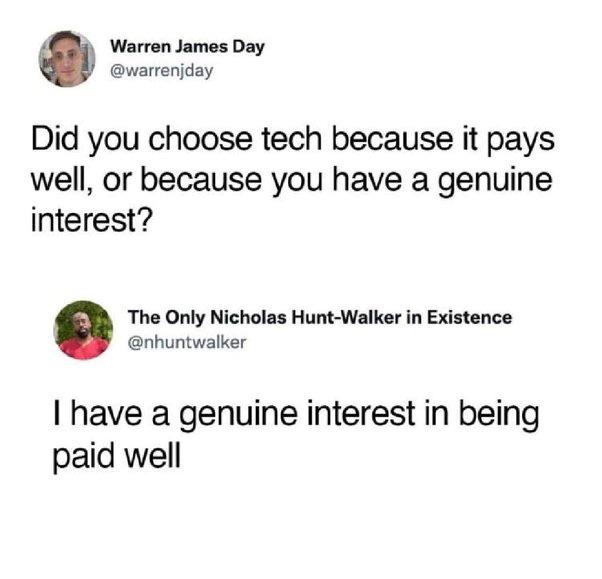 Warren James Day
@warrenjday
Did you choose tech because it pays
well, or because you have a genuine
interest?
The Only Nicholas Hunt-Walker in Existence
@nhuntwalker
I have a genuine interest in being
paid well